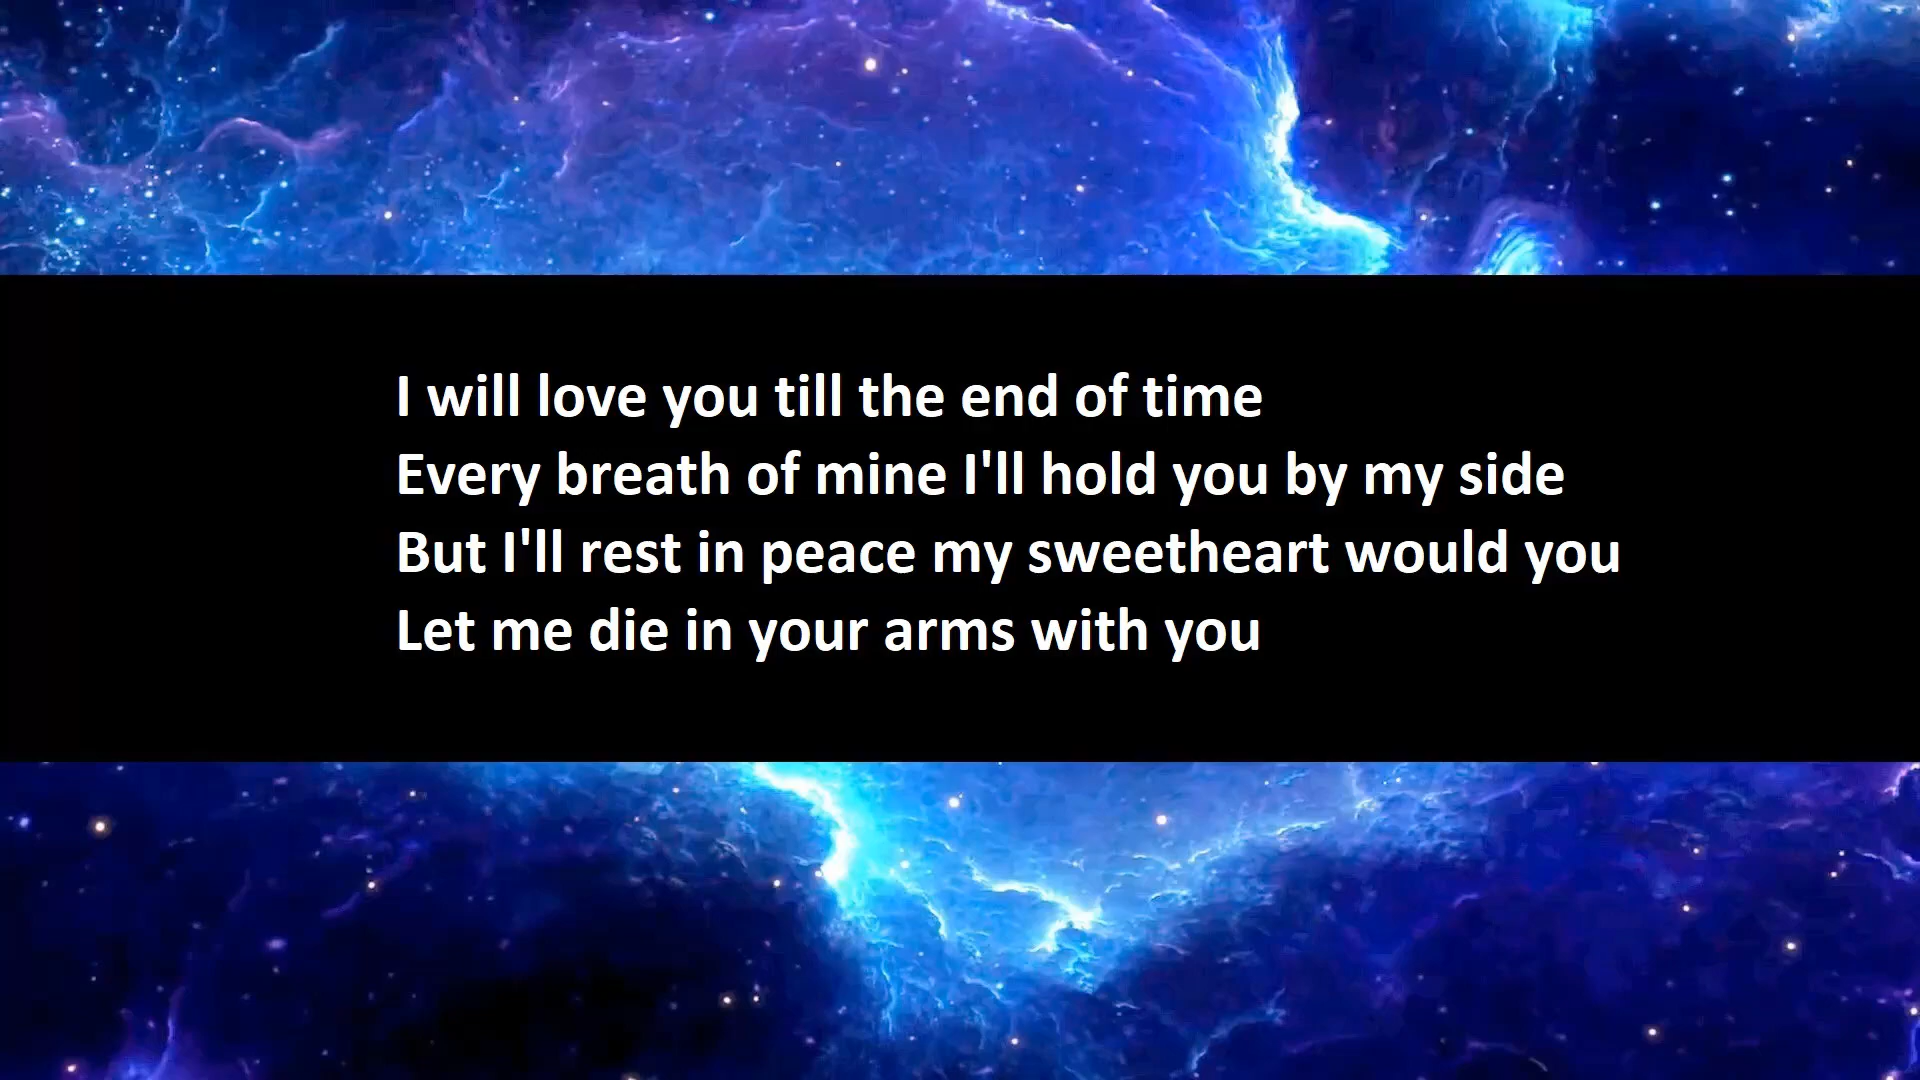 I will love you till the end of time
Every breath of mine I'll hold you by my side
But I'll rest in peace my sweetheart would you
Let me die in your arms with you